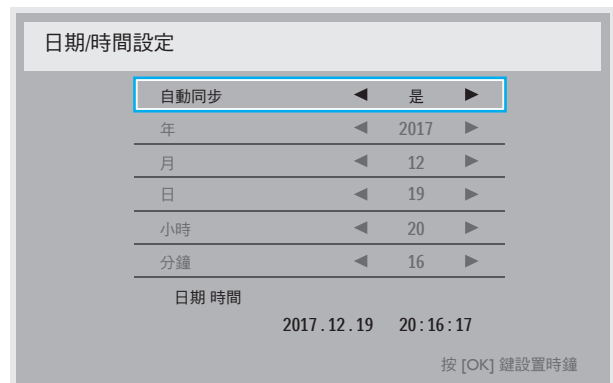 日期/時間設定
自動同步 ◀ 是 ▶
年 ◀ 2017 ▶
月 ◀ 12 ▶
日 ◀ 19 ▶
小時 ◀ 20 ▶
分鐘 ◀ 16 ▶
日期 時間
2017 . 12 . 19 20 : 16 : 17
按 [OK] 鍵設置時鐘